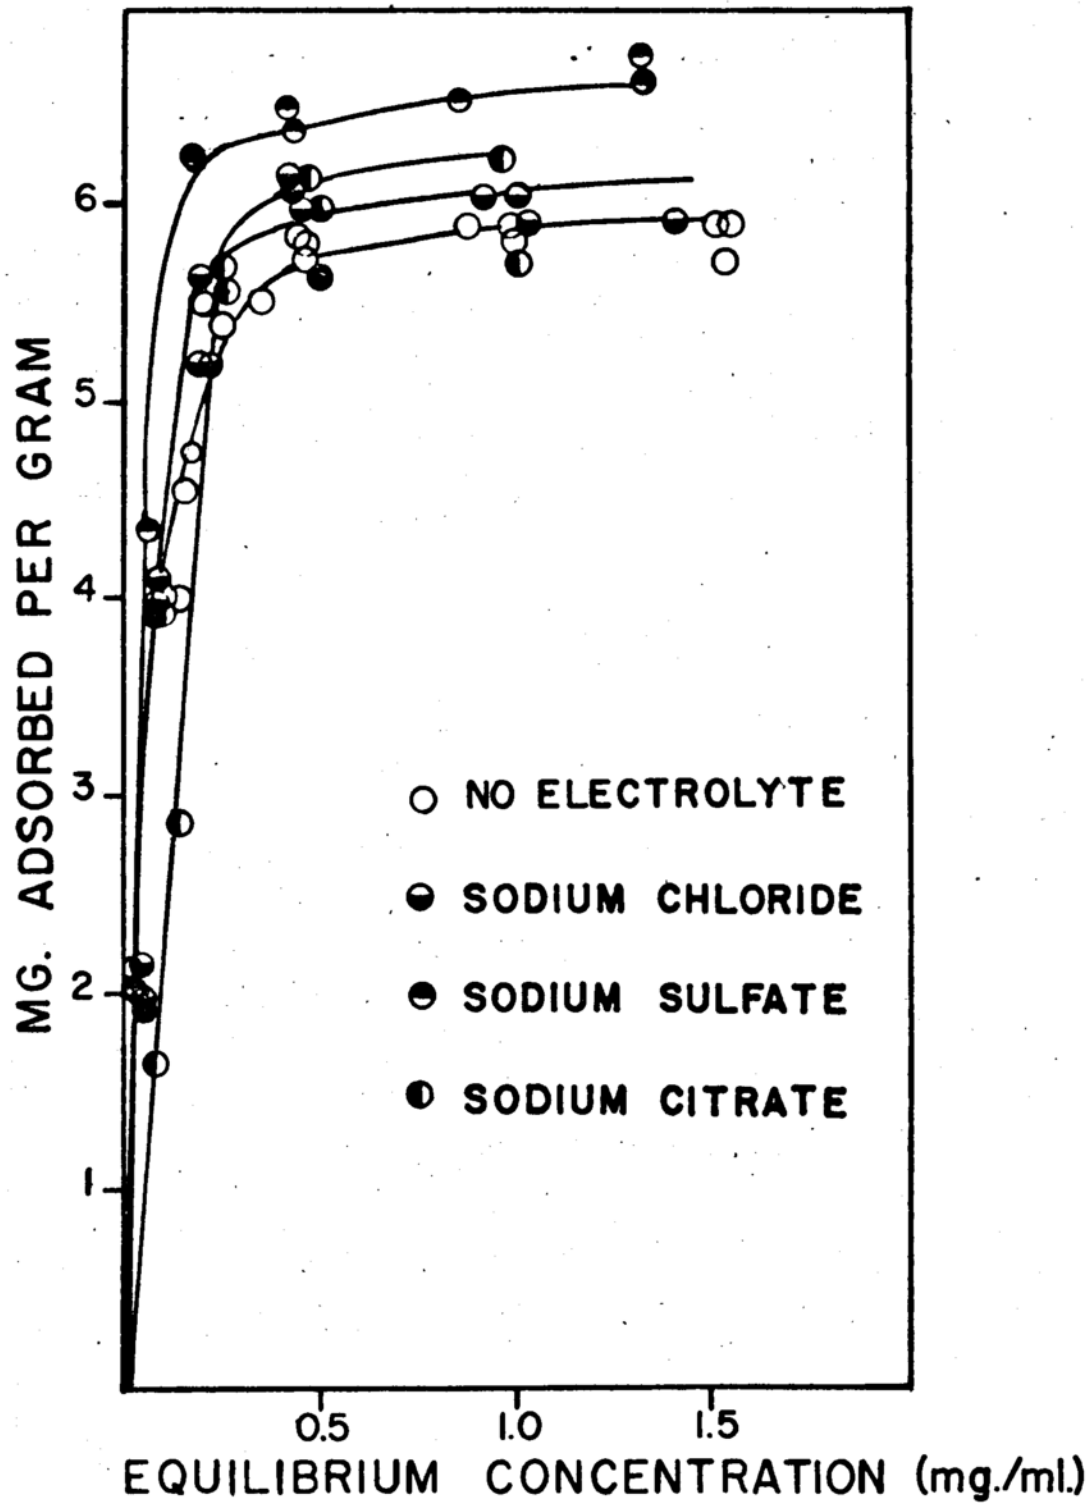 MG. ADSORBED PER GRAM
6
5
4
3
2
1
NO ELECTROLYTE
SODIUM CHLORIDE
SODIUM SULFATE
SODIUM CITRATE
0.5 1.0 1.5
EQUILIBRIUM CONCENTRATION (mg./ml.)